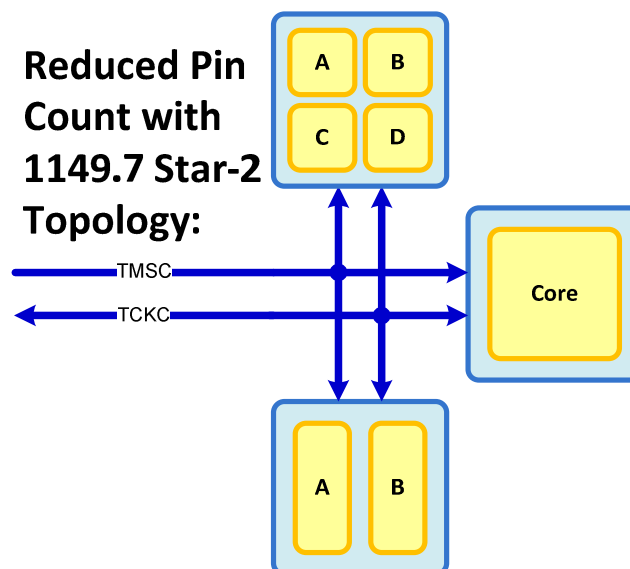 Reduced Pin
Count with
1149.7 Star-2
Topology:
A B
C D
TMSC
TCKC
Core
A B